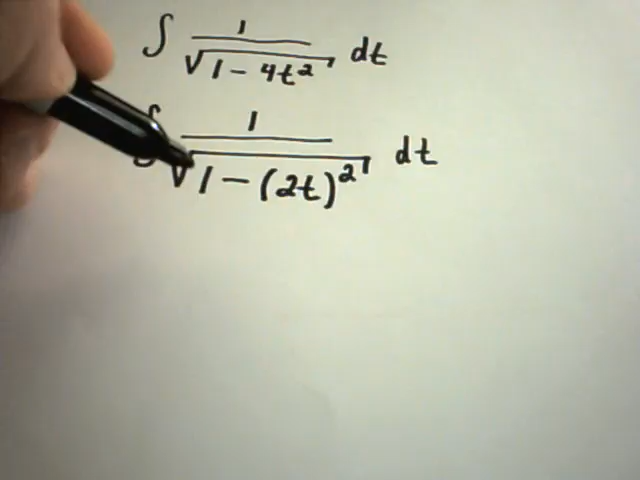 ∫ 1/√(1 - 4t²) dt
∫ 1/√(1 - (2t)²) dt